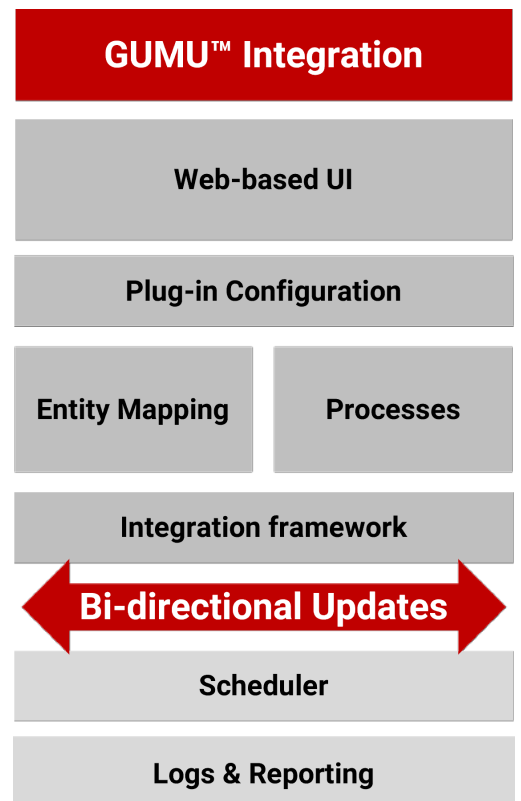 GUMU™ Integration
Web-based UI
Plug-in Configuration
Entity Mapping
Processes
Integration framework
Bi-directional Updates
Scheduler
Logs & Reporting